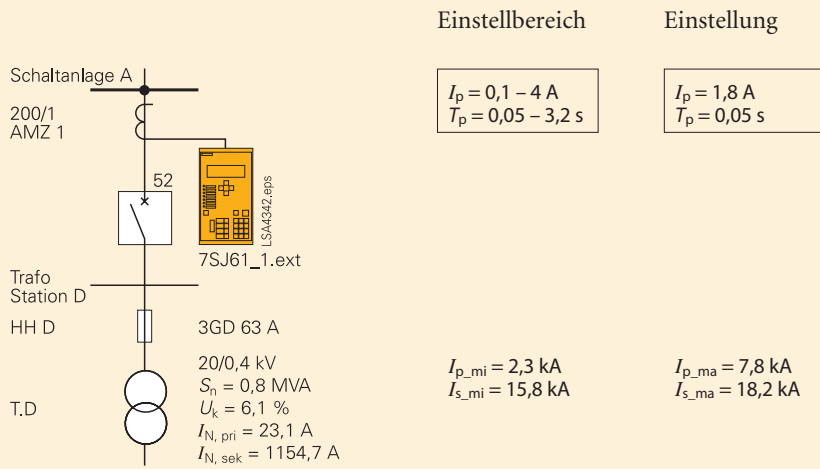 Einstellbereich
Einstellung
Schaltanlage A
200/1
AMZ 1
I_p = 0,1 – 4 A
T_p = 0,05 – 3,2 s
I_p = 1,8 A
T_p = 0,05 s
52
LSA4342.eps
7SJ61_1.ext
Trafo
Station D
HH D
3GD 63 A
20/0,4 kV
S_n = 0,8 MVA
U_k = 6,1 %
I_N, pri = 23,1 A
I_N, sek = 1154,7 A
T.D
I_p_mi = 2,3 kA
I_s_mi = 15,8 kA
I_p_ma = 7,8 kA
I_s_ma = 18,2 kA